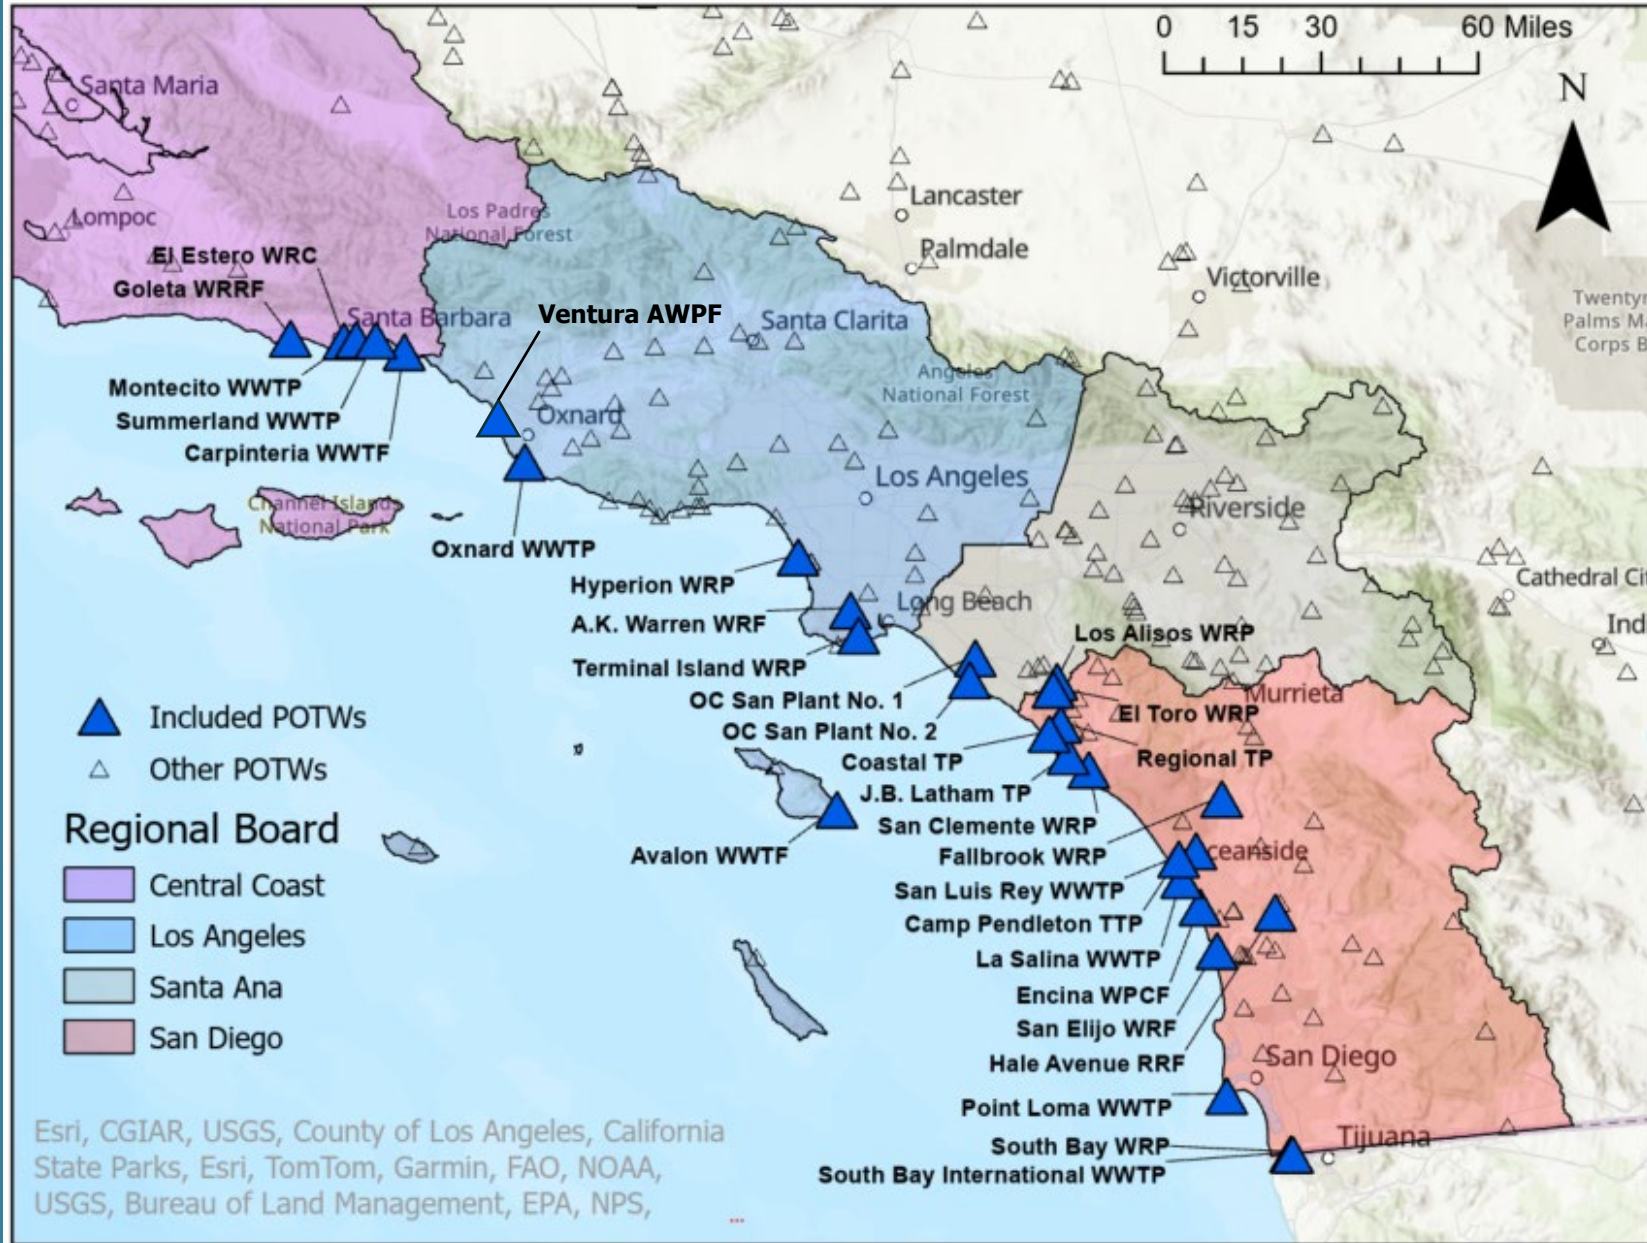 0 15 30 60 Miles
N
Santa Maria
Lompoc
Los Padres
National Forest
Lancaster
Palmdale
Victorville
Twentyn
Palms Ma
Corps B
El Estero WRC
Goleta WRRF
Santa Barbara
Ventura AWPF
Santa Clarita
Angeles
National Forest
Montecito WWTP
Summerland WWTP
Carpinteria WWTF
Oxnard
Los Angeles
Channel Islands
National Park
Riverside
Oxnard WWTP
Hyperion WRP
Cathedral Cit
A.K. Warren WRF
Long Beach
Indi
Los Alisos WRP
Terminal Island WRP
OC San Plant No. 1
Murrieta
El Toro WRP
OC San Plant No. 2
Coastal TP
Regional TP
J.B. Latham TP
San Clemente WRP
Avalon WWTF
Fallbrook WRP
ceanside
San Luis Rey WWTP
Camp Pendleton TTP
La Salina WWTP
Encina WPCF
San Elijo WRF
Hale Avenue RRF
San Diego
Point Loma WWTP
Tijuana
South Bay WRP
South Bay International WWTP
Included POTWs
Other POTWs
Regional Board
Central Coast
Los Angeles
Santa Ana
San Diego
Esri, CGIAR, USGS, County of Los Angeles, California
State Parks, Esri, TomTom, Garmin, FAO, NOAA,
USGS, Bureau of Land Management, EPA, NPS,
...